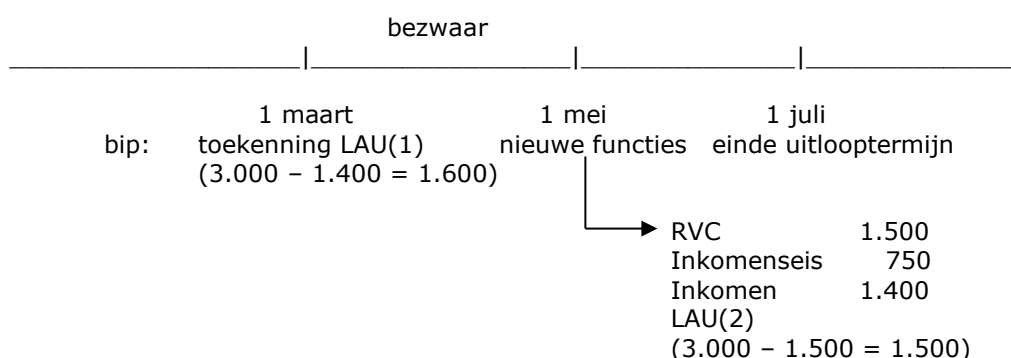 bezwaar
1 maart 1 mei 1 juli
bip: toekenning LAU(1) nieuwe functies einde uitlooptermijn
(3.000 – 1.400 = 1.600)
RVC 1.500
Inkomenseis 750
Inkomen 1.400
LAU(2)
(3.000 – 1.500 = 1.500)